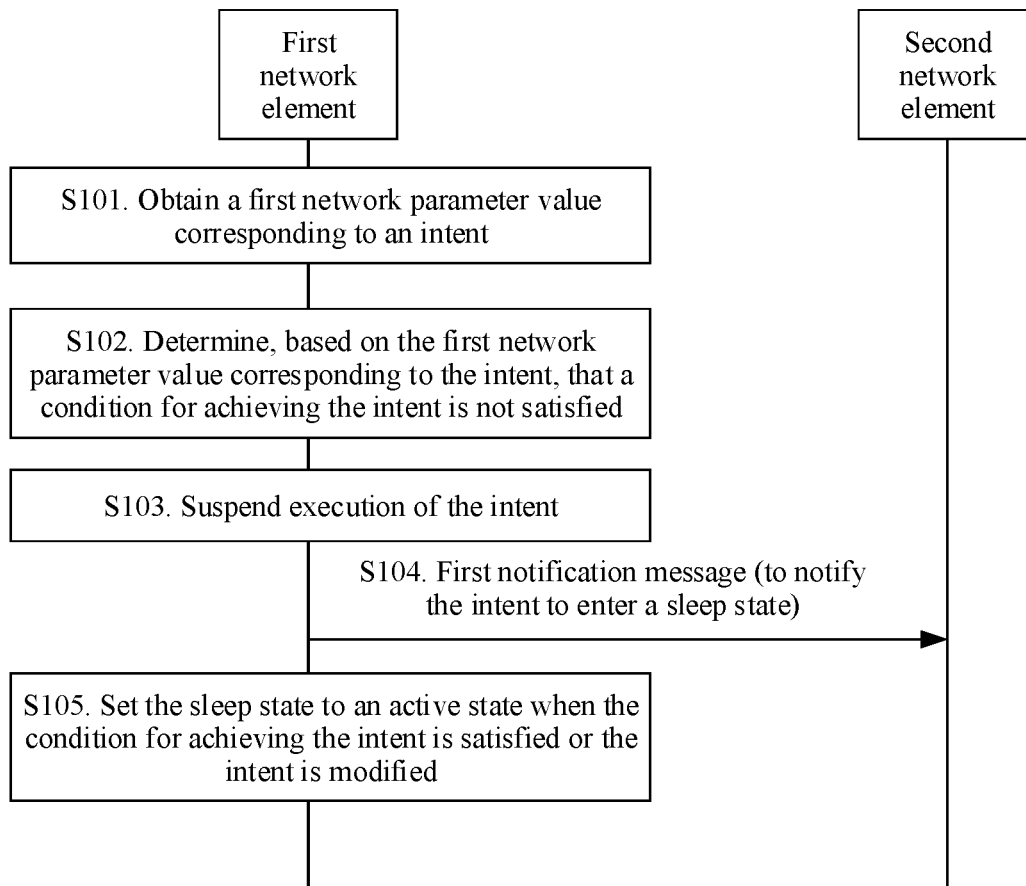 First
network
element
Second
network
element
S101. Obtain a first network parameter value
corresponding to an intent
S102. Determine, based on the first network
parameter value corresponding to the intent, that a
condition for achieving the intent is not satisfied
S103. Suspend execution of the intent
S104. First notification message (to notify
the intent to enter a sleep state)
S105. Set the sleep state to an active state when the
condition for achieving the intent is satisfied or the
intent is modified